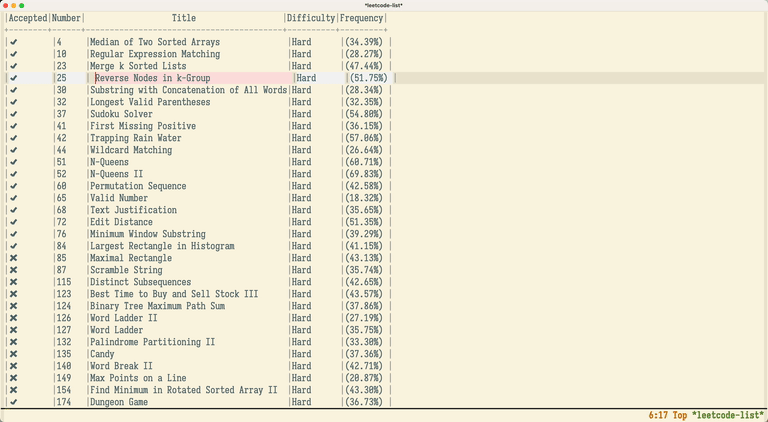 *leetcode-list*
|Accepted|Number| Title |Difficulty|Frequency|
+--------+------+---------------------------------+----------+---------+
|✔ |4 |Median of Two Sorted Arrays |Hard |(34.39%) |
|✔ |10 |Regular Expression Matching |Hard |(28.27%) |
|✔ |23 |Merge k Sorted Lists |Hard |(47.44%) |
|✔ |25 |Reverse Nodes in k-Group |Hard |(51.75%) |
|✔ |30 |Substring with Concatenation of All Words|Hard |(28.34%) |
|✔ |32 |Longest Valid Parentheses |Hard |(32.35%) |
|✔ |37 |Sudoku Solver |Hard |(54.80%) |
|✔ |41 |First Missing Positive |Hard |(36.15%) |
|✔ |42 |Trapping Rain Water |Hard |(57.06%) |
|✔ |44 |Wildcard Matching |Hard |(26.64%) |
|✔ |51 |N-Queens |Hard |(60.71%) |
|✔ |52 |N-Queens II |Hard |(69.83%) |
|✔ |60 |Permutation Sequence |Hard |(42.58%) |
|✔ |65 |Valid Number |Hard |(18.32%) |
|✔ |68 |Text Justification |Hard |(35.65%) |
|✔ |72 |Edit Distance |Hard |(51.35%) |
|✔ |76 |Minimum Window Substring |Hard |(39.29%) |
|✔ |84 |Largest Rectangle in Histogram |Hard |(41.15%) |
|✖ |85 |Maximal Rectangle |Hard |(43.13%) |
|✖ |87 |Scramble String |Hard |(35.74%) |
|✖ |115 |Distinct Subsequences |Hard |(42.65%) |
|✖ |123 |Best Time to Buy and Sell Stock III |Hard |(43.57%) |
|✖ |124 |Binary Tree Maximum Path Sum |Hard |(37.86%) |
|✖ |126 |Word Ladder II |Hard |(27.19%) |
|✖ |127 |Word Ladder |Hard |(35.75%) |
|✖ |132 |Palindrome Partitioning II |Hard |(33.30%) |
|✖ |135 |Candy |Hard |(37.36%) |
|✖ |140 |Word Break II |Hard |(42.71%) |
|✖ |149 |Max Points on a Line |Hard |(20.87%) |
|✖ |154 |Find Minimum in Rotated Sorted Array II |Hard |(43.30%) |
|✔ |174 |Dungeon Game |Hard |(36.73%) |
6:17 Top *leetcode-list*